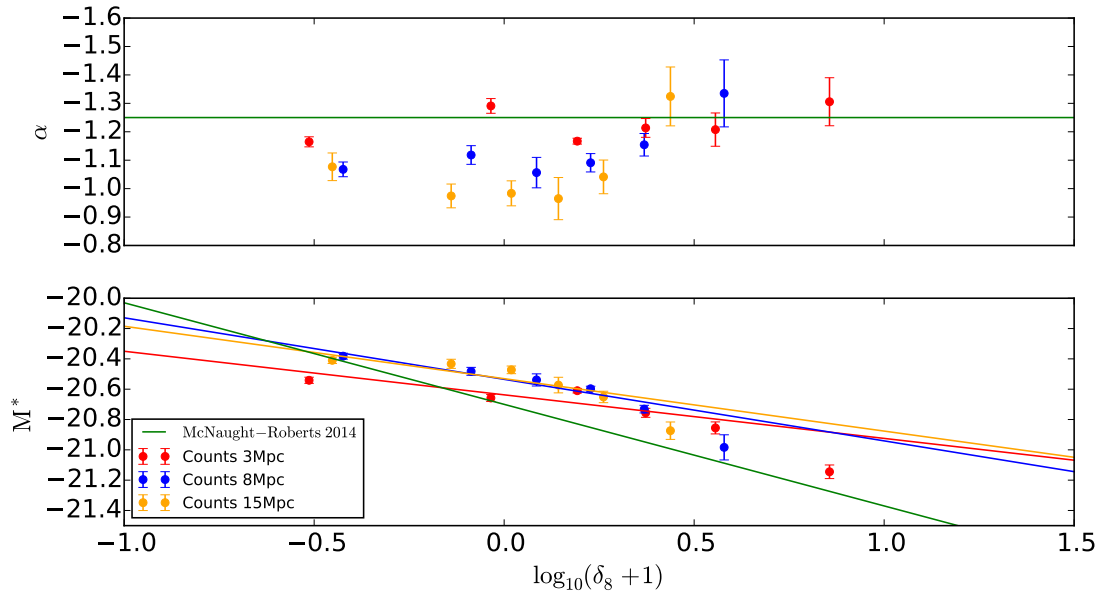 −1.6
−1.5
−1.4
−1.3
−1.2
−1.1
−1.0
−0.9
−0.8
α
−20.0
−20.2
−20.4
−20.6
−20.8
−21.0
−21.2
−21.4
M*
McNaught−Roberts 2014
Counts 3Mpc
Counts 8Mpc
Counts 15Mpc
−1.0 −0.5 0.0 0.5 1.0 1.5
log₁₀(δ₈ +1)